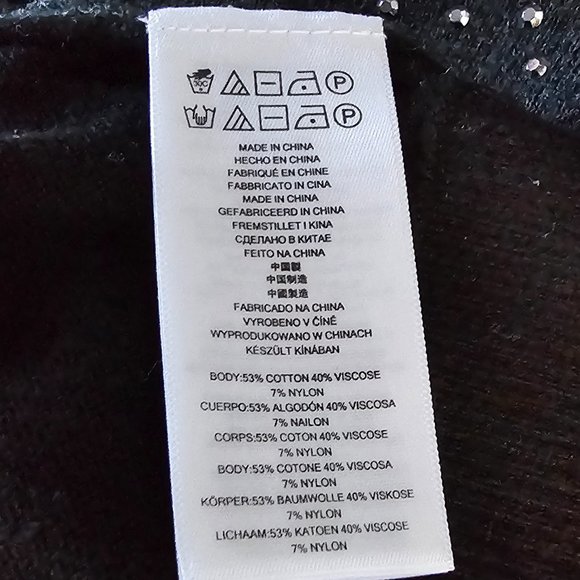 30C P
P
MADE IN CHINA
HECHO EN CHINA
FABRIQUÉ EN CHINE
FABBRICATO IN CINA
MADE IN CHINA
GEFABRICEERD IN CHINA
FREMSTILLET I KINA
СДЕЛАНО В КИТАЕ
FEITO NA CHINA
中国製
中国制造
中國製造
FABRICADO NA CHINA
VYROBENO V ČÍNĚ
WYPRODUKOWANO W CHINACH
KÉSZÜLT KÍNÁBAN
BODY:53% COTTON 40% VISCOSE
7% NYLON
CUERPO:53% ALGODÓN 40% VISCOSA
7% NAILON
CORPS:53% COTON 40% VISCOSE
7% NYLON
BODY:53% COTONE 40% VISCOSA
7% NYLON
KÖRPER:53% BAUMWOLLE 40% VISKOSE
7% NYLON
LICHAAM:53% KATOEN 40% VISCOSE
7% NYLON